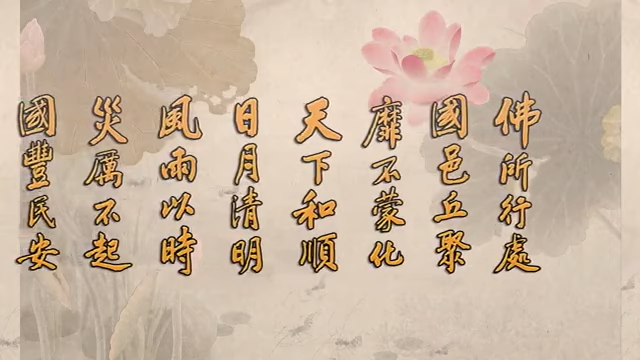 佛所行處
國邑丘聚
靡不蒙化
天下和順
日月清明
風雨以時
災厲不起
國豐民安